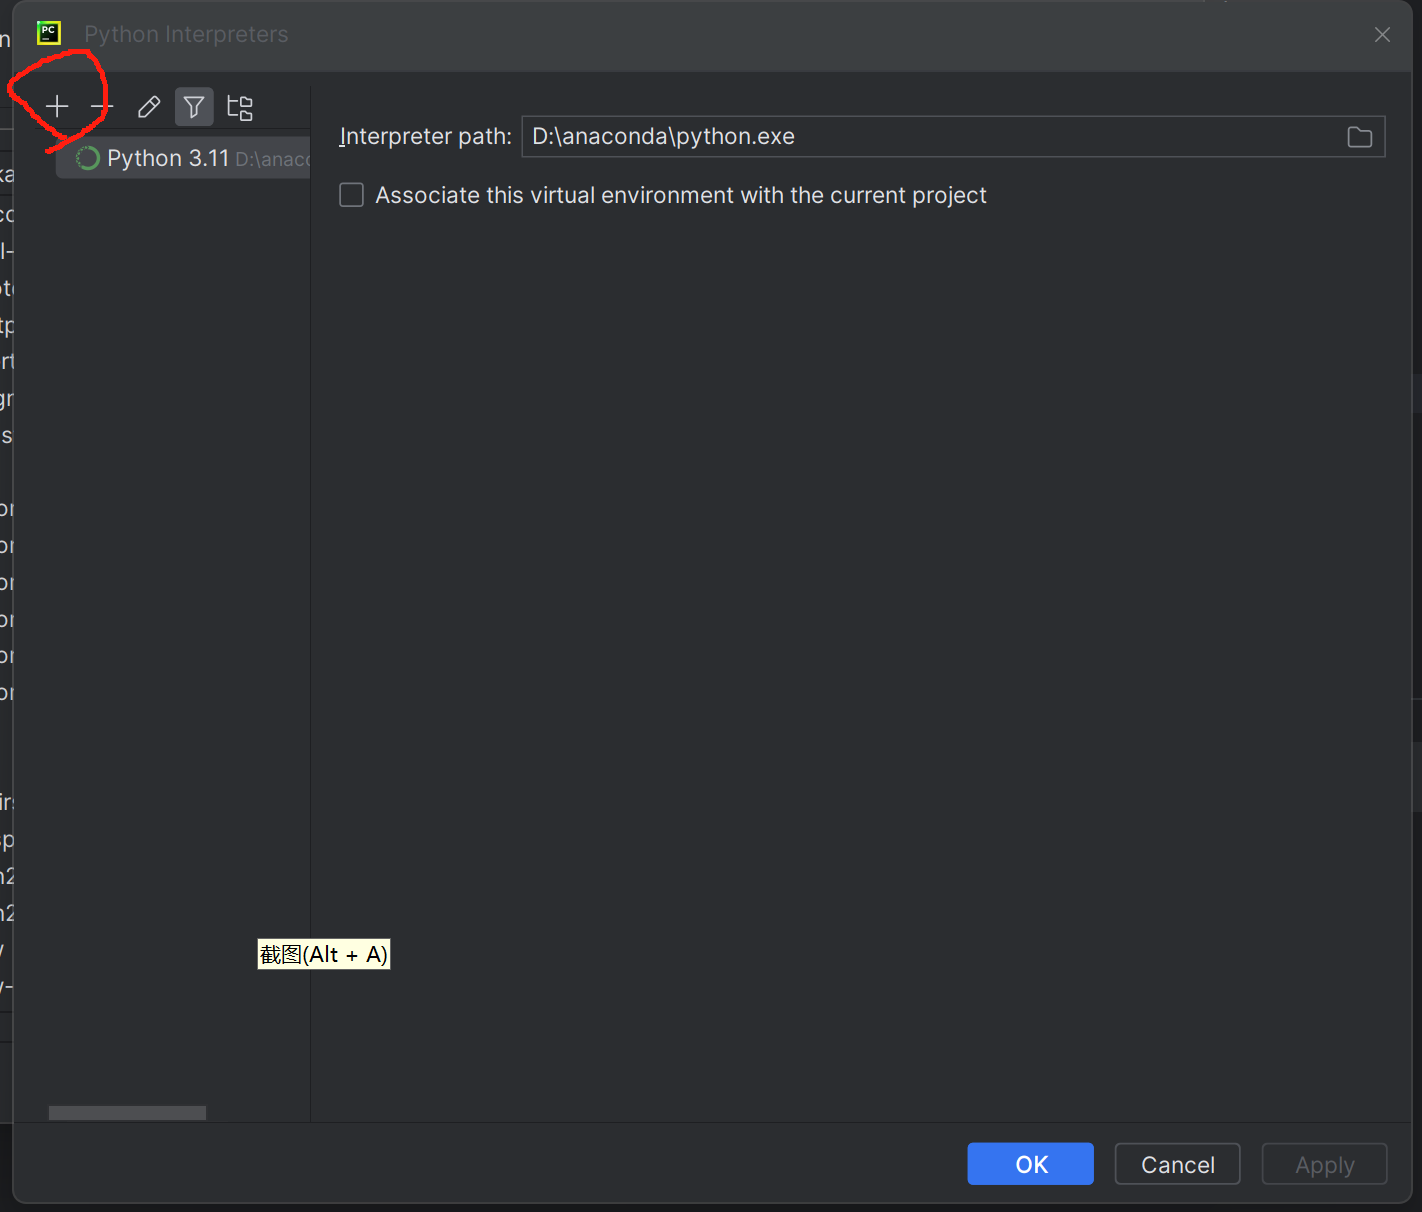 PC
Python Interpreters
Interpreter path: D:\anaconda\python.exe
Python 3.11
Associate this virtual environment with the current project
截图(Alt + A)
OK Cancel Apply